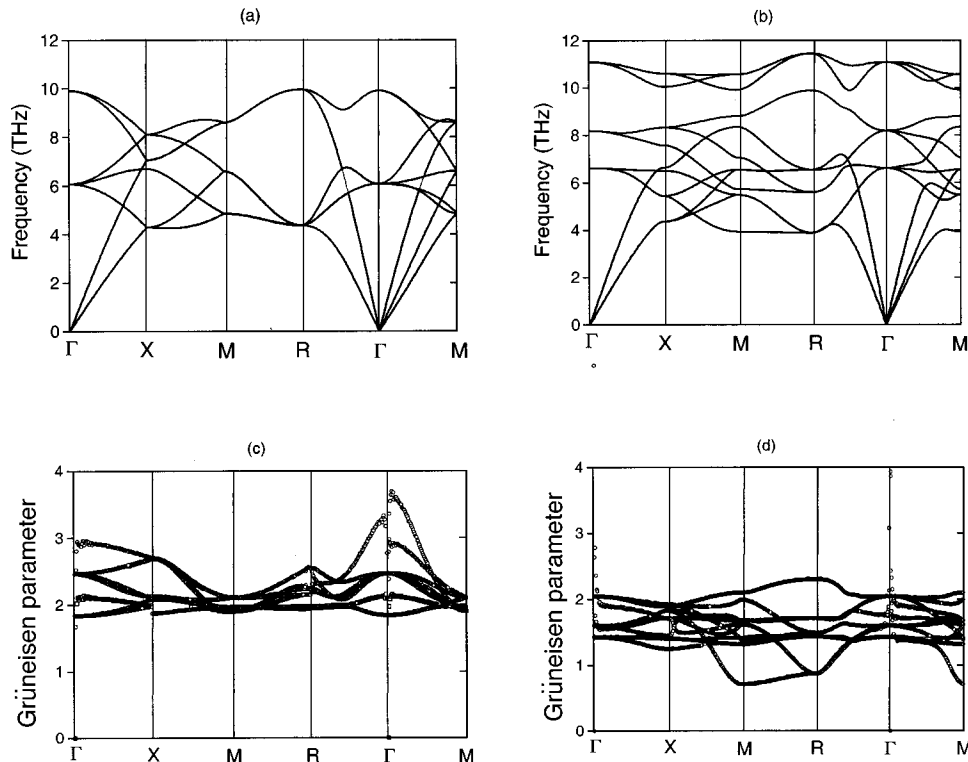 (a)
(b)
Frequency (THz)
12
10
8
6
4
2
0
Γ X M R Γ M
Frequency (THz)
12
10
8
6
4
2
0
Γ X M R Γ M
(c)
(d)
Grüneisen parameter
4
3
2
1
0
Γ X M R Γ M
Grüneisen parameter
4
3
2
1
0
Γ X M R Γ M